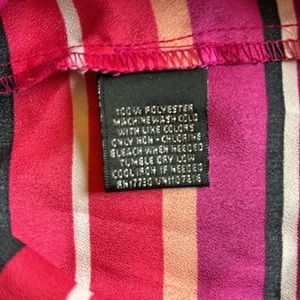 100% POLYESTER
MACHINE WASH COLD
WITH LIKE COLORS
ONLY NON - CHLORINE
BLEACH WHEN NEEDED
TUMBLE DRY LOW
COOL IRON IF NEEDED
RN17730